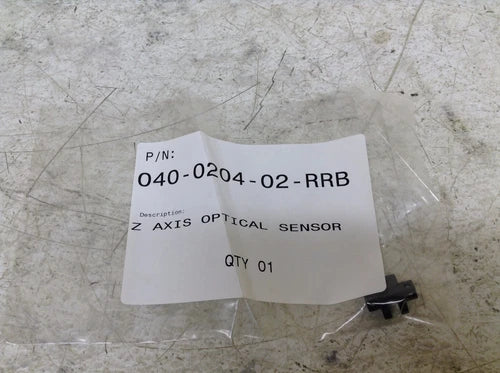 P/N:
040-0204-02-RRB
Description:
Z AXIS OPTICAL SENSOR
QTY 01